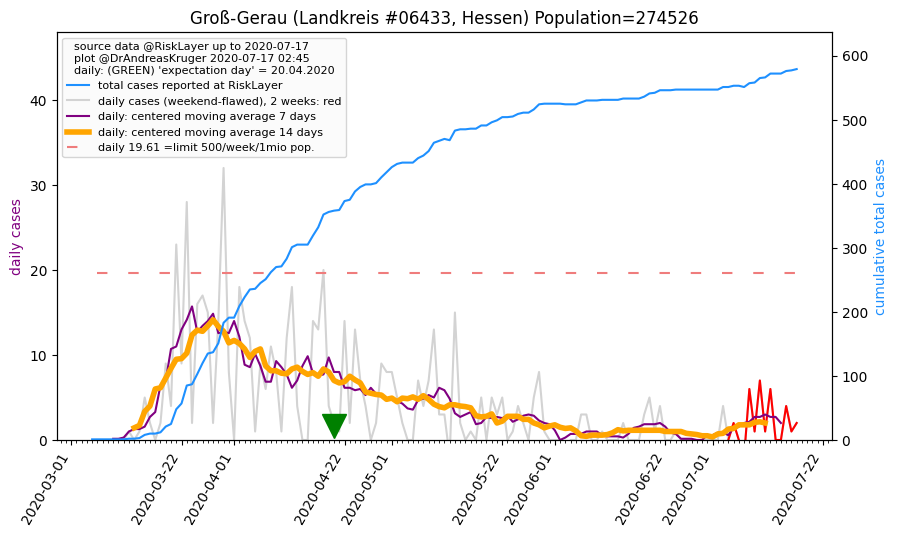 Groß-Gerau (Landkreis #06433, Hessen) Population=274526
source data @RiskLayer up to 2020-07-17
plot @DrAndreasKruger 2020-07-17 02:45
daily: (GREEN) 'expectation day' = 20.04.2020
total cases reported at RiskLayer
daily cases (weekend-flawed), 2 weeks: red
daily: centered moving average 7 days
daily: centered moving average 14 days
daily 19.61 =limit 500/week/1mio pop.
daily cases
40
30
20
10
0
cumulative total cases
600
500
400
300
200
100
0
2020-03-01
2020-03-22
2020-04-01
2020-04-22
2020-05-01
2020-05-22
2020-06-01
2020-06-22
2020-07-01
2020-07-22